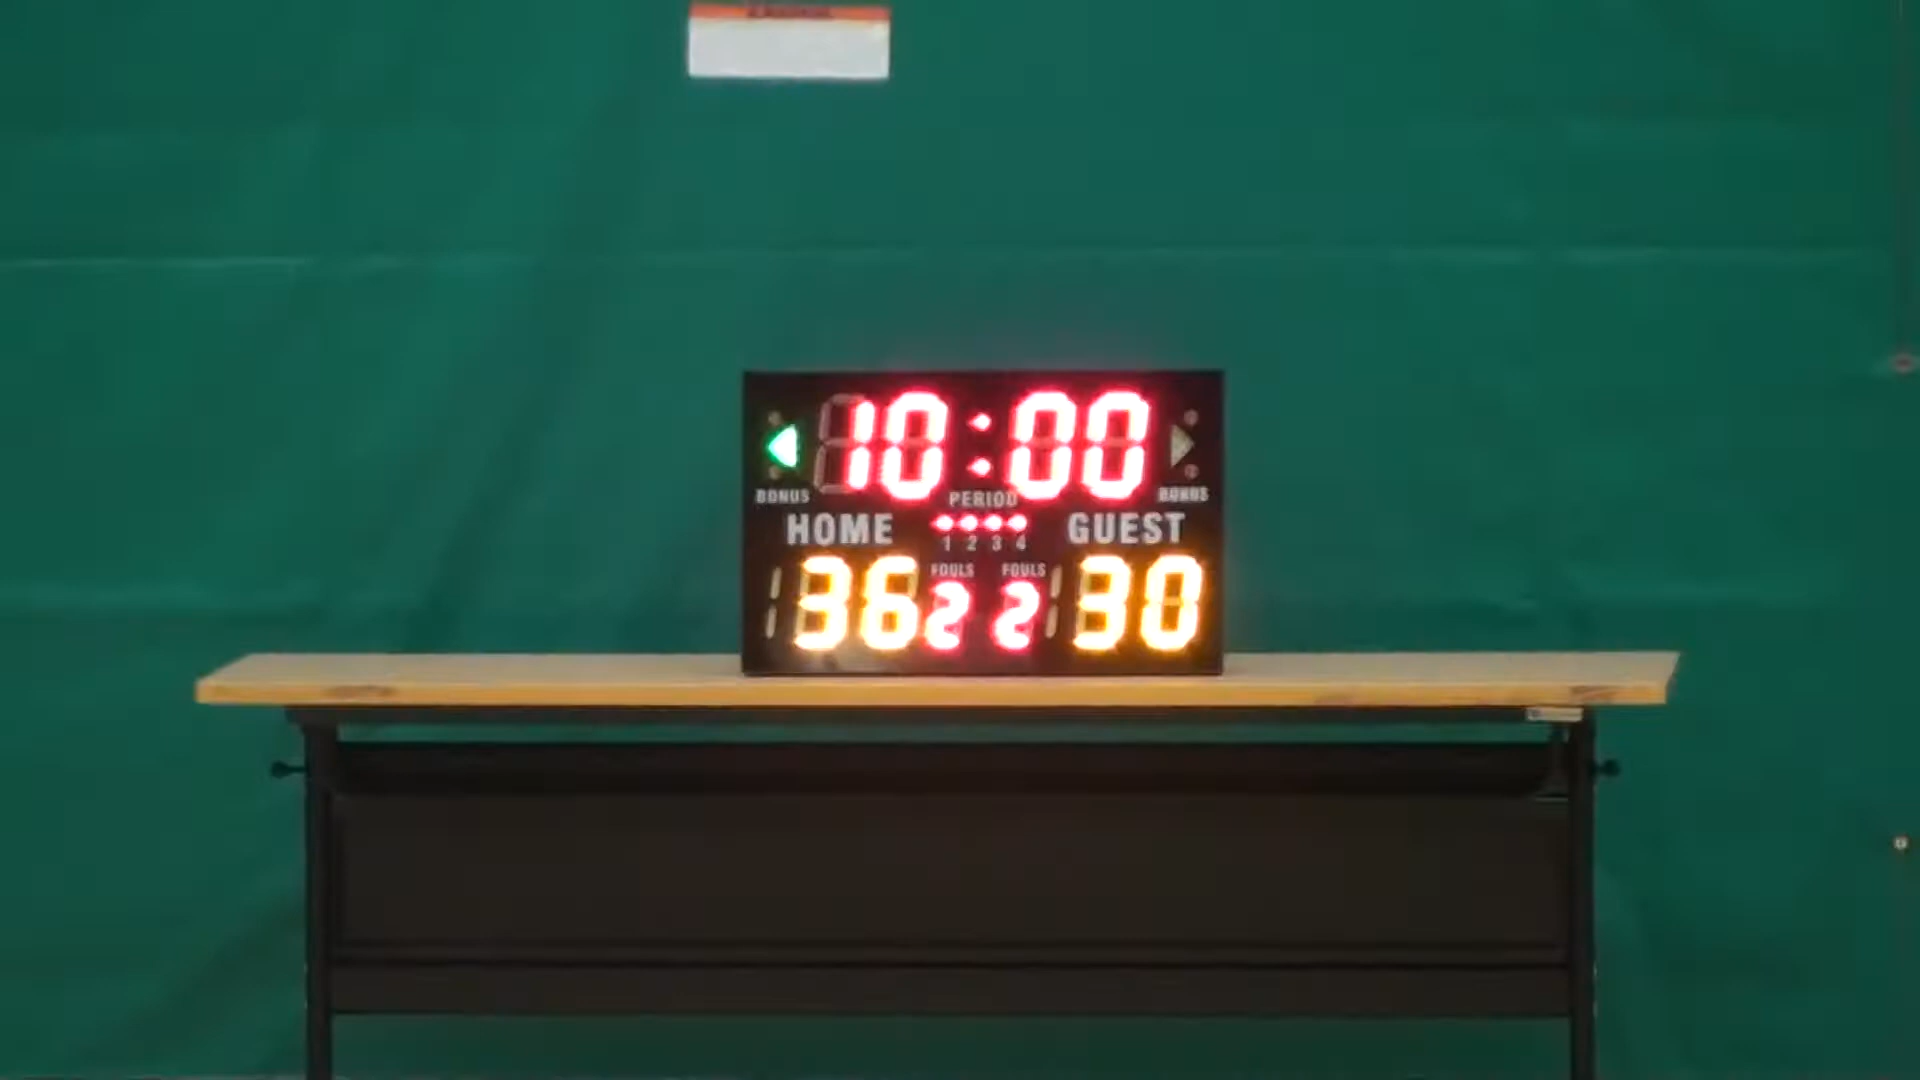 10:00
BONUS PERIOD BONUS
HOME GUEST
1 2 3 4
FOULS FOULS
36 2 2 30